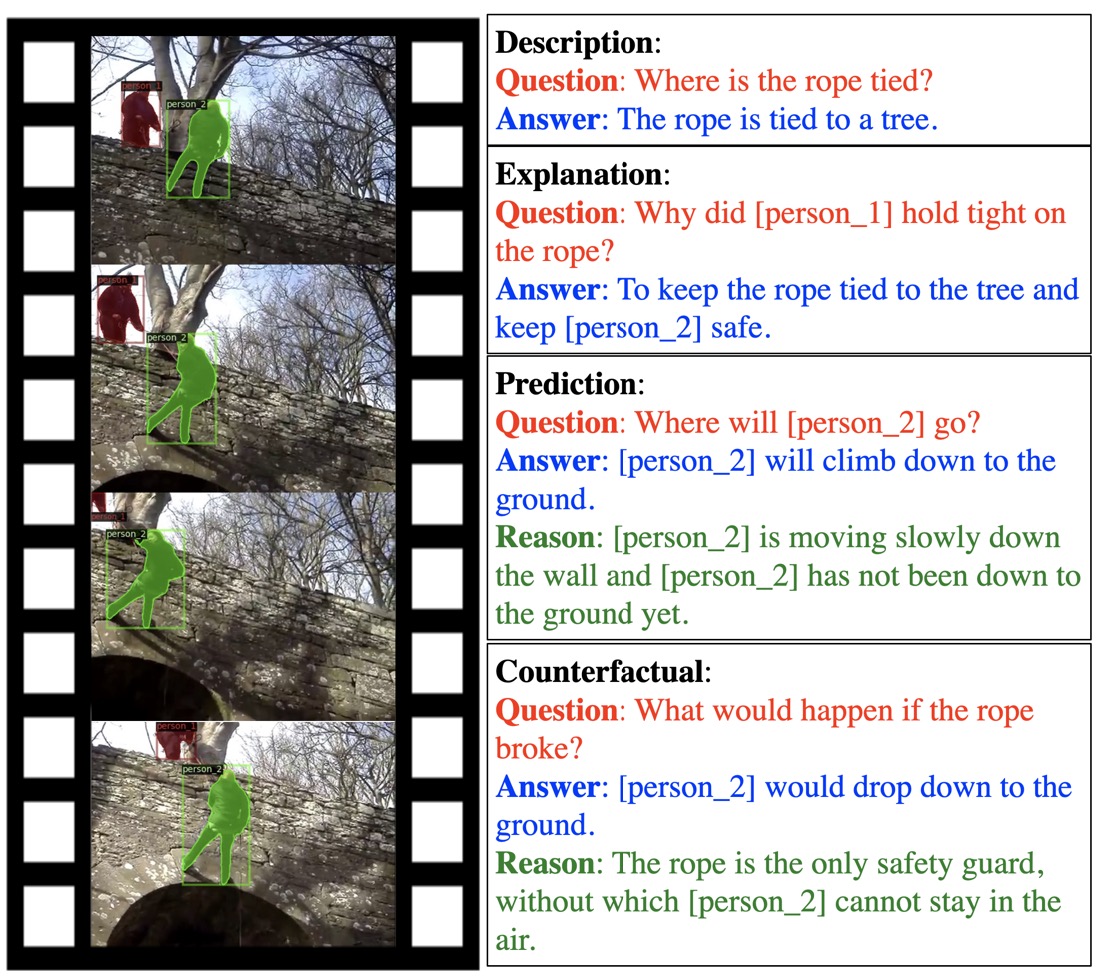 person_1
person_2
person_1
person_2
person_1
person_2
person_1
person_2
Description:
Question: Where is the rope tied?
Answer: The rope is tied to a tree.
Explanation:
Question: Why did [person_1] hold tight on
the rope?
Answer: To keep the rope tied to the tree and
keep [person_2] safe.
Prediction:
Question: Where will [person_2] go?
Answer: [person_2] will climb down to the
ground.
Reason: [person_2] is moving slowly down
the wall and [person_2] has not been down to
the ground yet.
Counterfactual:
Question: What would happen if the rope
broke?
Answer: [person_2] would drop down to the
ground.
Reason: The rope is the only safety guard,
without which [person_2] cannot stay in the
air.